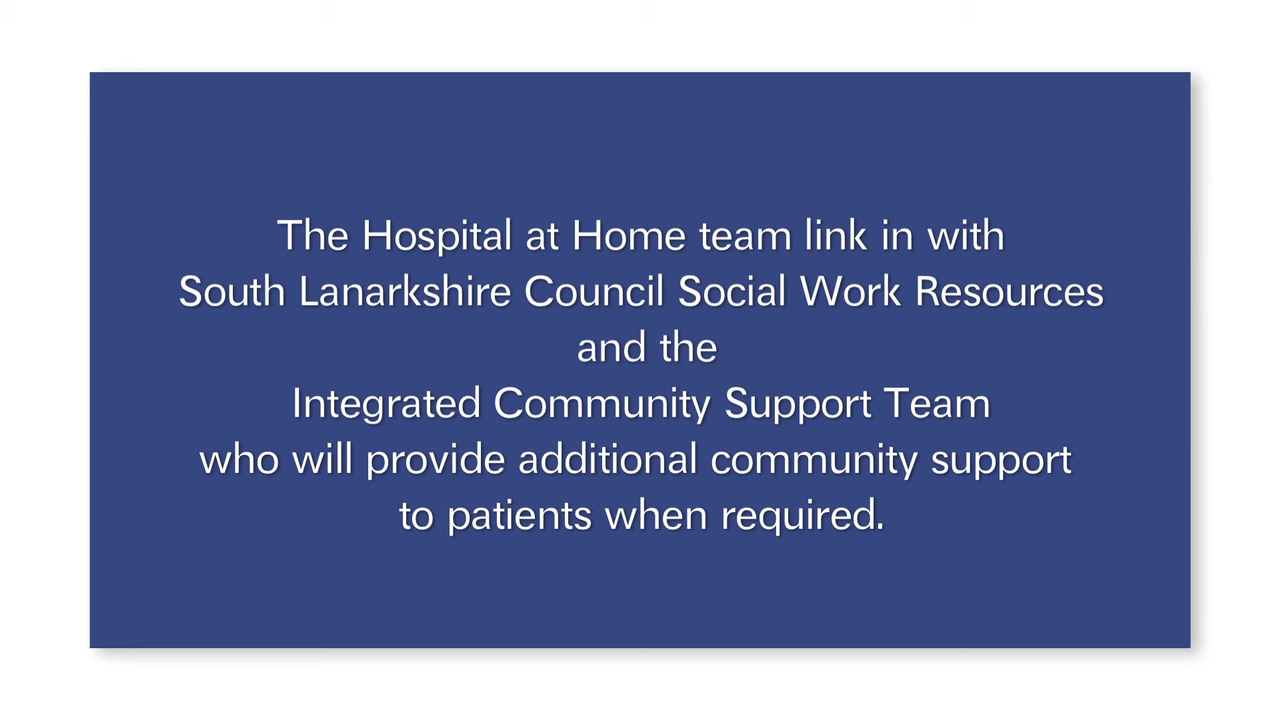 The Hospital at Home team link in with
South Lanarkshire Council Social Work Resources
and the
Integrated Community Support Team
who will provide additional community support
to patients when required.